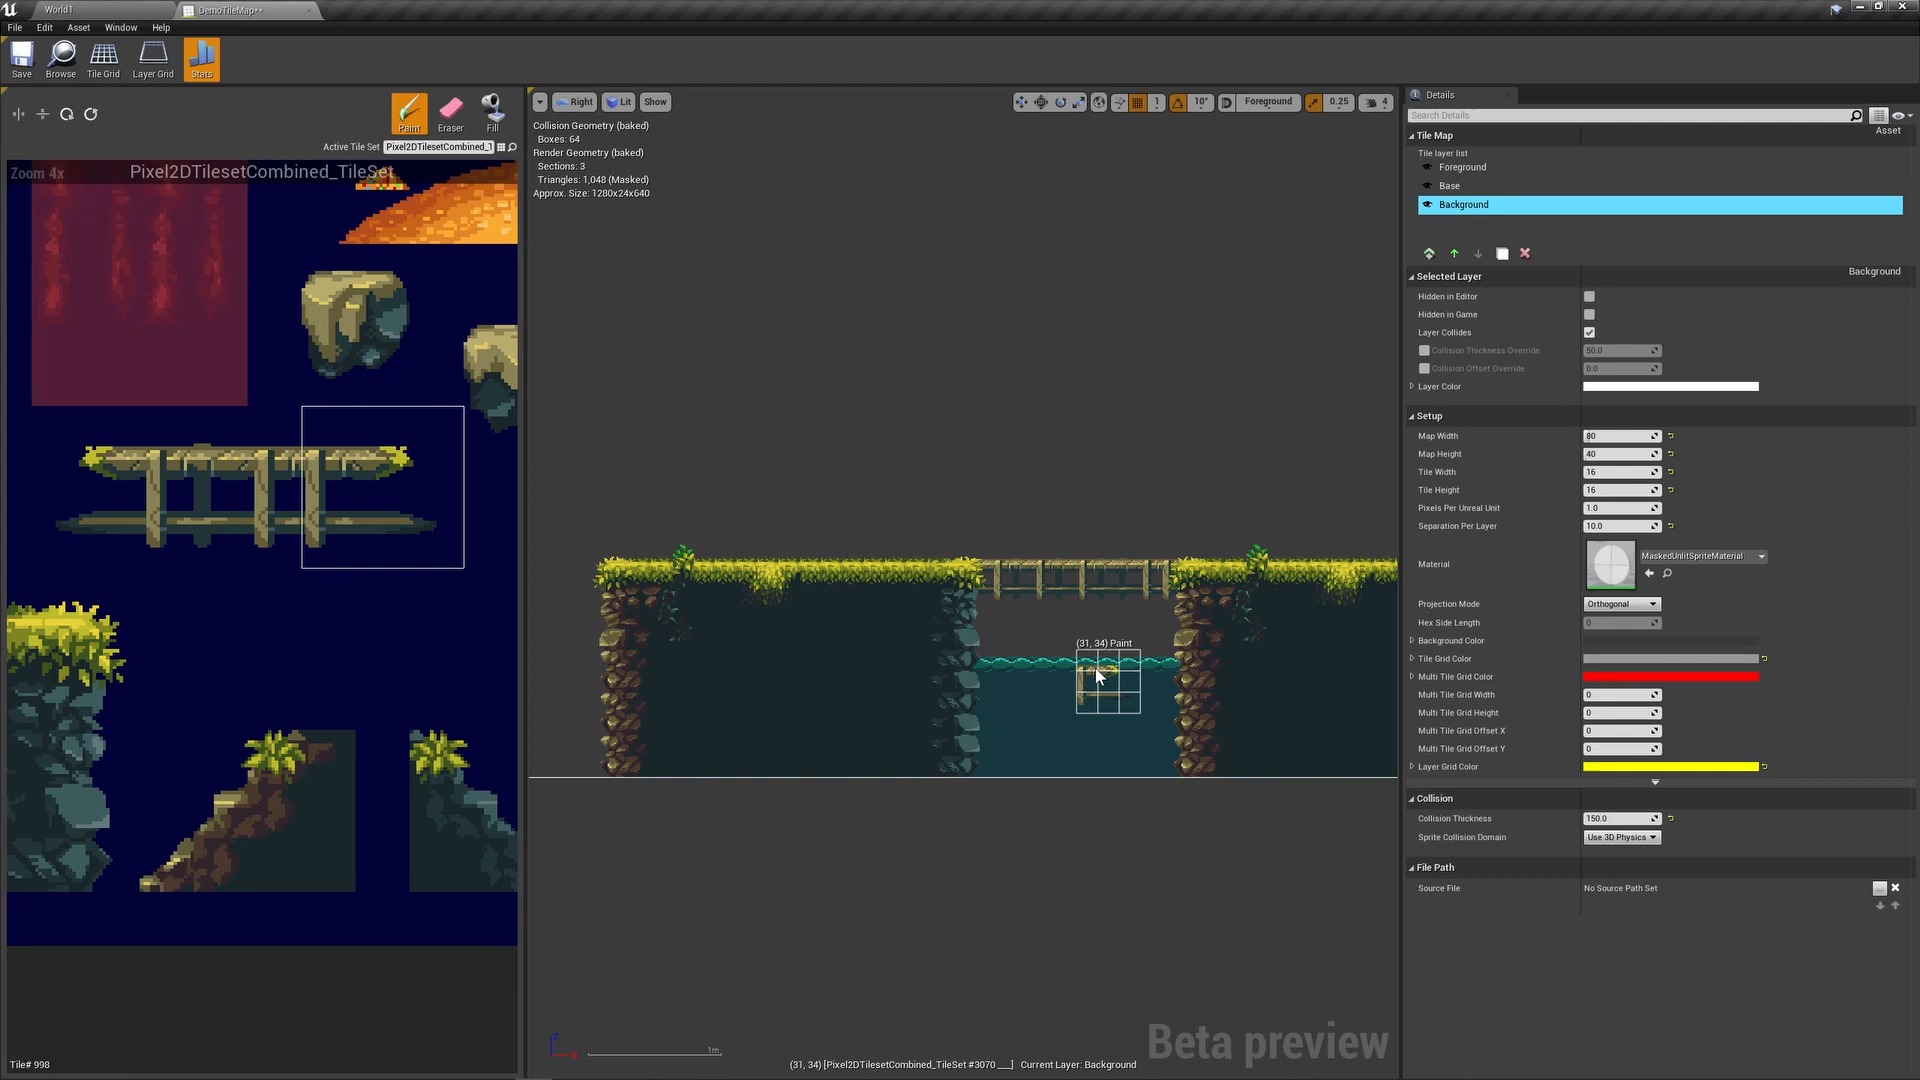 World1
DemoTileMap**
File Edit Asset Window Help
Save Browse Tile Grid Layer Grid Stats
Paint Eraser Fill
Active Tile Set Pixel2DTilesetCombined_1
Zoom 4x
Pixel2DTilesetCombined_TileSet
Tile# 998
Right Lit Show
1 10° Foreground 0.25 4
Collision Geometry (baked)
Boxes: 64
Render Geometry (baked)
Sections: 3
Triangles: 1,048 (Masked)
Approx. Size: 1280x24x640
(31, 34) Paint
Z
X
1m
Beta preview
(31, 34) [Pixel2DTilesetCombined_TileSet #3070 ___] Current Layer: Background
Details
Search Details
Tile Map
Asset
Tile layer list
Foreground
Base
Background
Selected Layer
Background
Hidden in Editor
Hidden in Game
Layer Collides
Collision Thickness Override 50.0
Collision Offset Override 0.0
Layer Color
Setup
Map Width 80
Map Height 40
Tile Width 16
Tile Height 16
Pixels Per Unreal Unit 1.0
Separation Per Layer 10.0
Material MaskedUnlitSpriteMaterial
Projection Mode Orthogonal
Hex Side Length 0
Background Color
Tile Grid Color
Multi Tile Grid Color
Multi Tile Grid Width 0
Multi Tile Grid Height 0
Multi Tile Grid Offset X 0
Multi Tile Grid Offset Y 0
Layer Grid Color
Collision
Collision Thickness 150.0
Sprite Collision Domain Use 3D Physics
File Path
Source File No Source Path Set ...